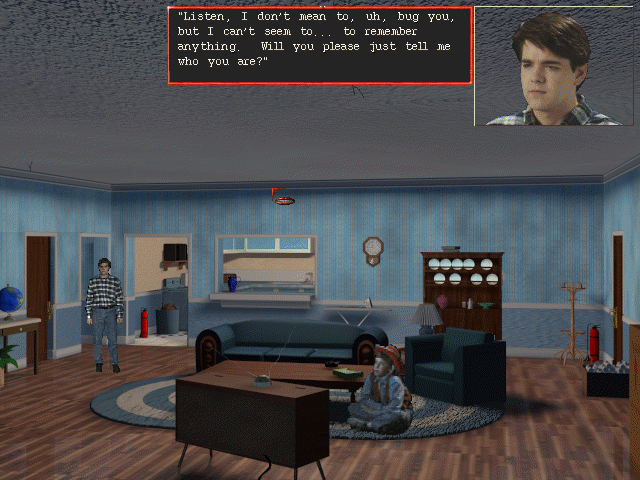 "Listen, I don't mean to, uh, bug you,
but I can't seem to... to remember
anything.  Will you please just tell me
who you are?"